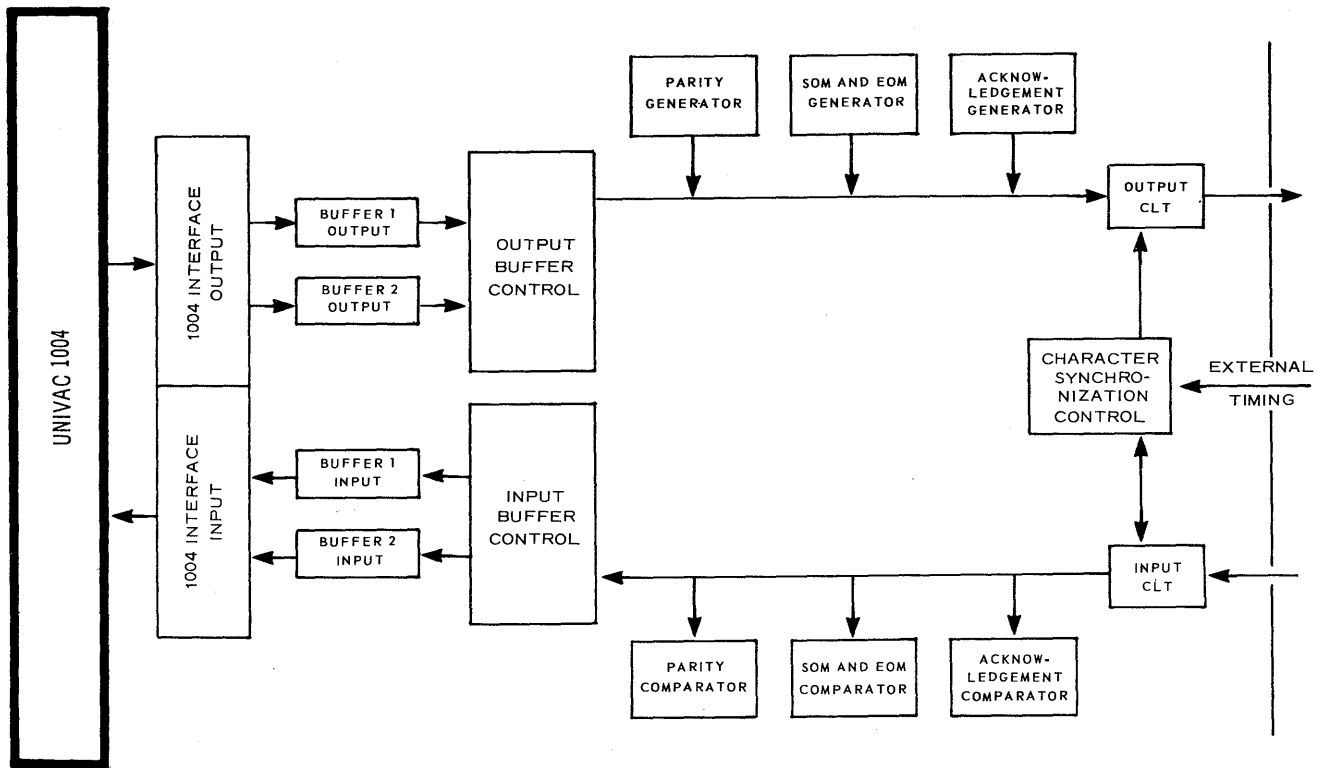 UNIVAC 1004
1004 INTERFACE
OUTPUT
1004 INTERFACE
INPUT
BUFFER 1
OUTPUT
BUFFER 2
OUTPUT
OUTPUT
BUFFER
CONTROL
PARITY
GENERATOR
SOM AND EOM
GENERATOR
ACKNOW-
LEDGEMENT
GENERATOR
OUTPUT
CLT
CHARACTER
SYNCHRO-
NIZATION
CONTROL
EXTERNAL
TIMING
BUFFER 1
INPUT
BUFFER 2
INPUT
INPUT
BUFFER
CONTROL
INPUT
CLT
PARITY
COMPARATOR
SOM AND EOM
COMPARATOR
ACKNOW-
LEDGEMENT
COMPARATOR